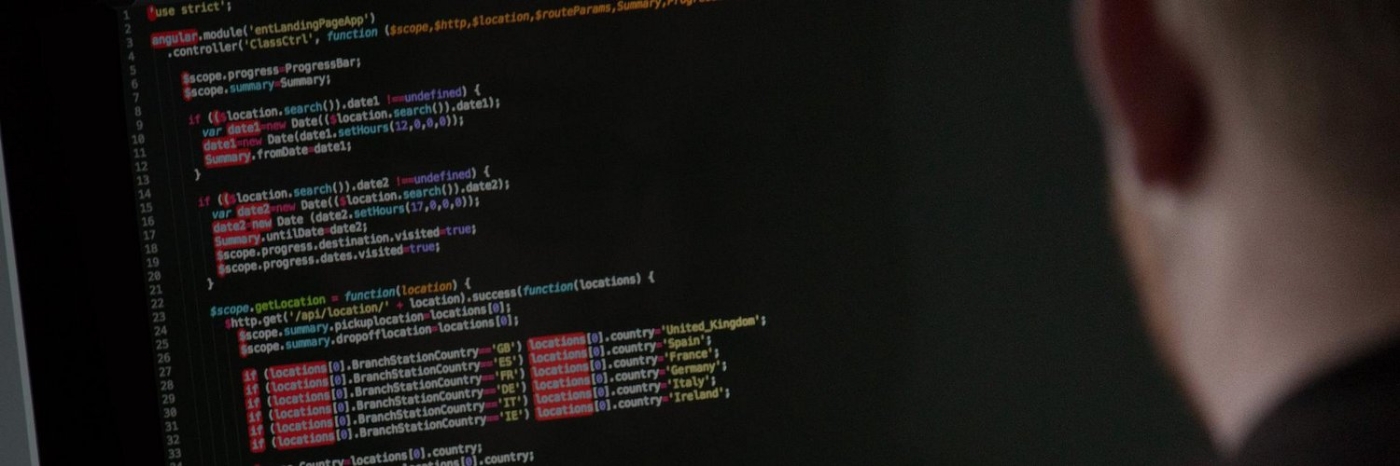 1 'use strict';
2
3 angular.module('entLandingPageApp')
4 .controller('ClassCtrl', function ($scope,$http,$location,$routeParams,Summary,
5
6 $scope.progress=ProgressBar;
7 $scope.summary=Summary;
8
9 if (($location.search()).date1 !==undefined) {
10 var date1=new Date(($location.search()).date1);
11 date1=new Date(date1.setHours(12,0,0,0));
12 Summary.fromDate=date1;
13 }
14
15 if (($location.search()).date2 !==undefined) {
16 var date2=new Date(($location.search()).date2);
17 date2=new Date (date2.setHours(17,0,0,0));
18 Summary.untilDate=date2;
19 $scope.progress.destination.visited=true;
20 $scope.progress.dates.visited=true;
21 }
22
23 $scope.getLocation = function(location) {
24 $http.get('/api/location/' + location).success(function(locations) {
25 $scope.summary.pickuplocation=locations[0];
26 $scope.summary.dropofflocation=locations[0];
27
28 if (locations[0].BranchStationCountry=='GB') locations[0].country='United_Kingdom';
29 if (locations[0].BranchStationCountry=='ES') locations[0].country='Spain';
30 if (locations[0].BranchStationCountry=='FR') locations[0].country='France';
31 if (locations[0].BranchStationCountry=='DE') locations[0].country='Germany';
32 if (locations[0].BranchStationCountry=='IT') locations[0].country='Italy';
33 if (locations[0].BranchStationCountry=='IE') locations[0].country='Ireland';
Country=locations[0].country;
locations[0].country;